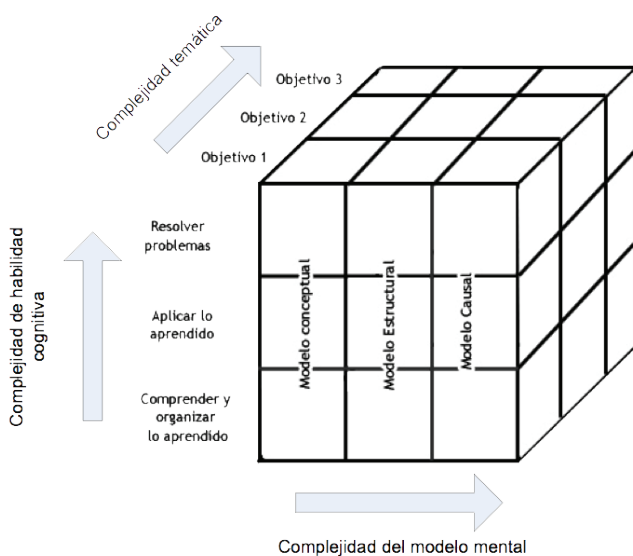 Complejidad temática
Objetivo 3
Objetivo 2
Objetivo 1
Complejidad de habilidad
cognitiva
Resolver
problemas
Aplicar lo
aprendido
Comprender y
organizar
lo aprendido
Modelo conceptual
Modelo Estructural
Modelo Causal
Complejidad del modelo mental